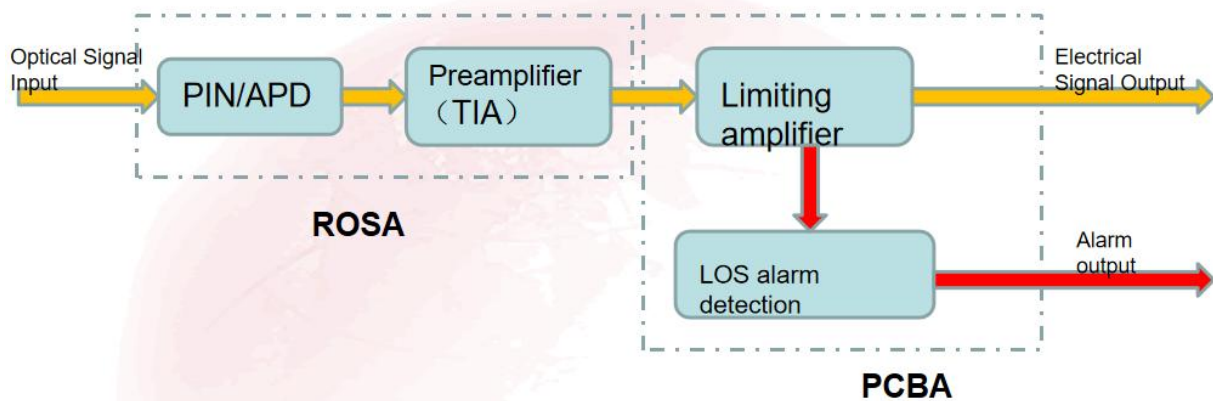 Optical Signal
Input
PIN/APD
Preamplifier
（TIA）
Limiting
amplifier
Electrical
Signal Output
ROSA
LOS alarm
detection
Alarm
output
PCBA